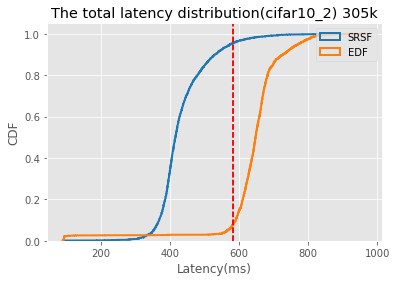 The total latency distribution(cifar10_2) 305k
SRSF
EDF
1.0
0.8
0.6
0.4
0.2
0.0
CDF
200 400 600 800 1000
Latency(ms)